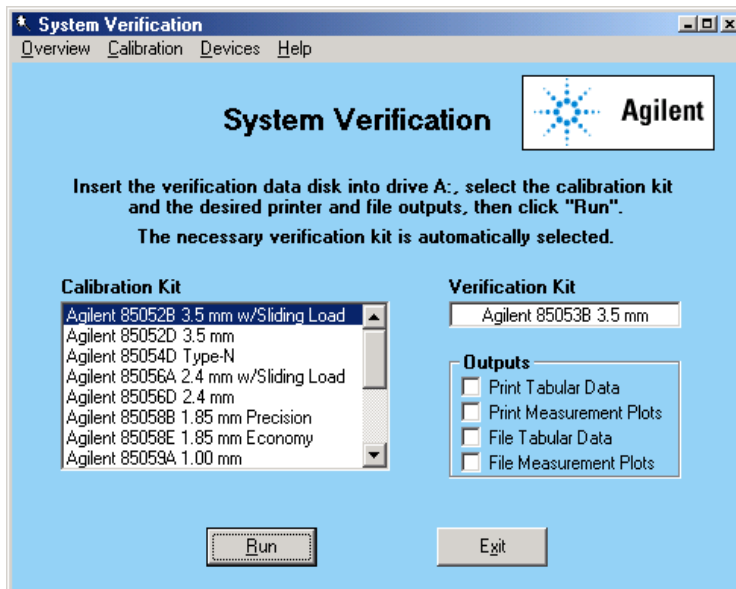 System Verification
Overview Calibration Devices Help
System Verification
Agilent
Insert the verification data disk into drive A:, select the calibration kit
and the desired printer and file outputs, then click "Run".
The necessary verification kit is automatically selected.
Calibration Kit
Agilent 85052B 3.5 mm w/Sliding Load
Agilent 85052D 3.5 mm
Agilent 85054D Type-N
Agilent 85056A 2.4 mm w/Sliding Load
Agilent 85056D 2.4 mm
Agilent 85058B 1.85 mm Precision
Agilent 85058E 1.85 mm Economy
Agilent 85059A 1.00 mm
Verification Kit
Agilent 85053B 3.5 mm
Outputs
Print Tabular Data
Print Measurement Plots
File Tabular Data
File Measurement Plots
Run
Exit